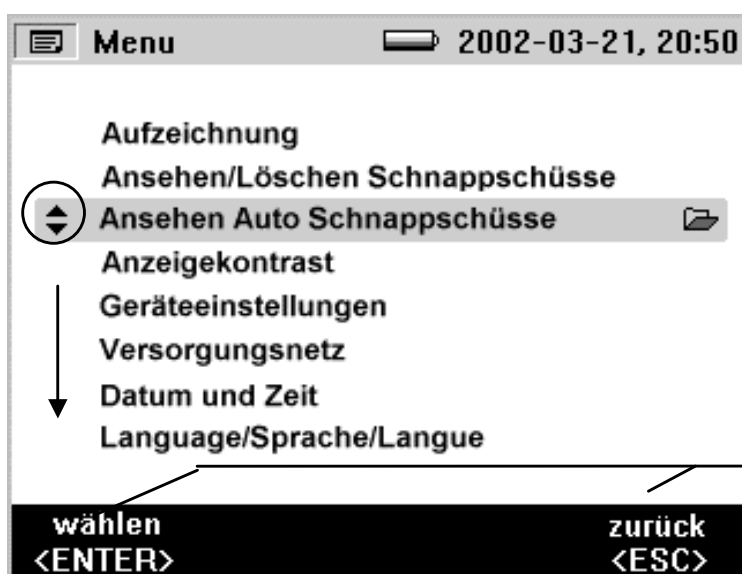 Menu 2002-03-21, 20:50
Aufzeichnung
Ansehen/Löschen Schnappschüsse
Ansehen Auto Schnappschüsse
Anzeigekontrast
Geräteeinstellungen
Versorgungsnetz
Datum und Zeit
Language/Sprache/Langue
wählen zurück
<ENTER> <ESC>